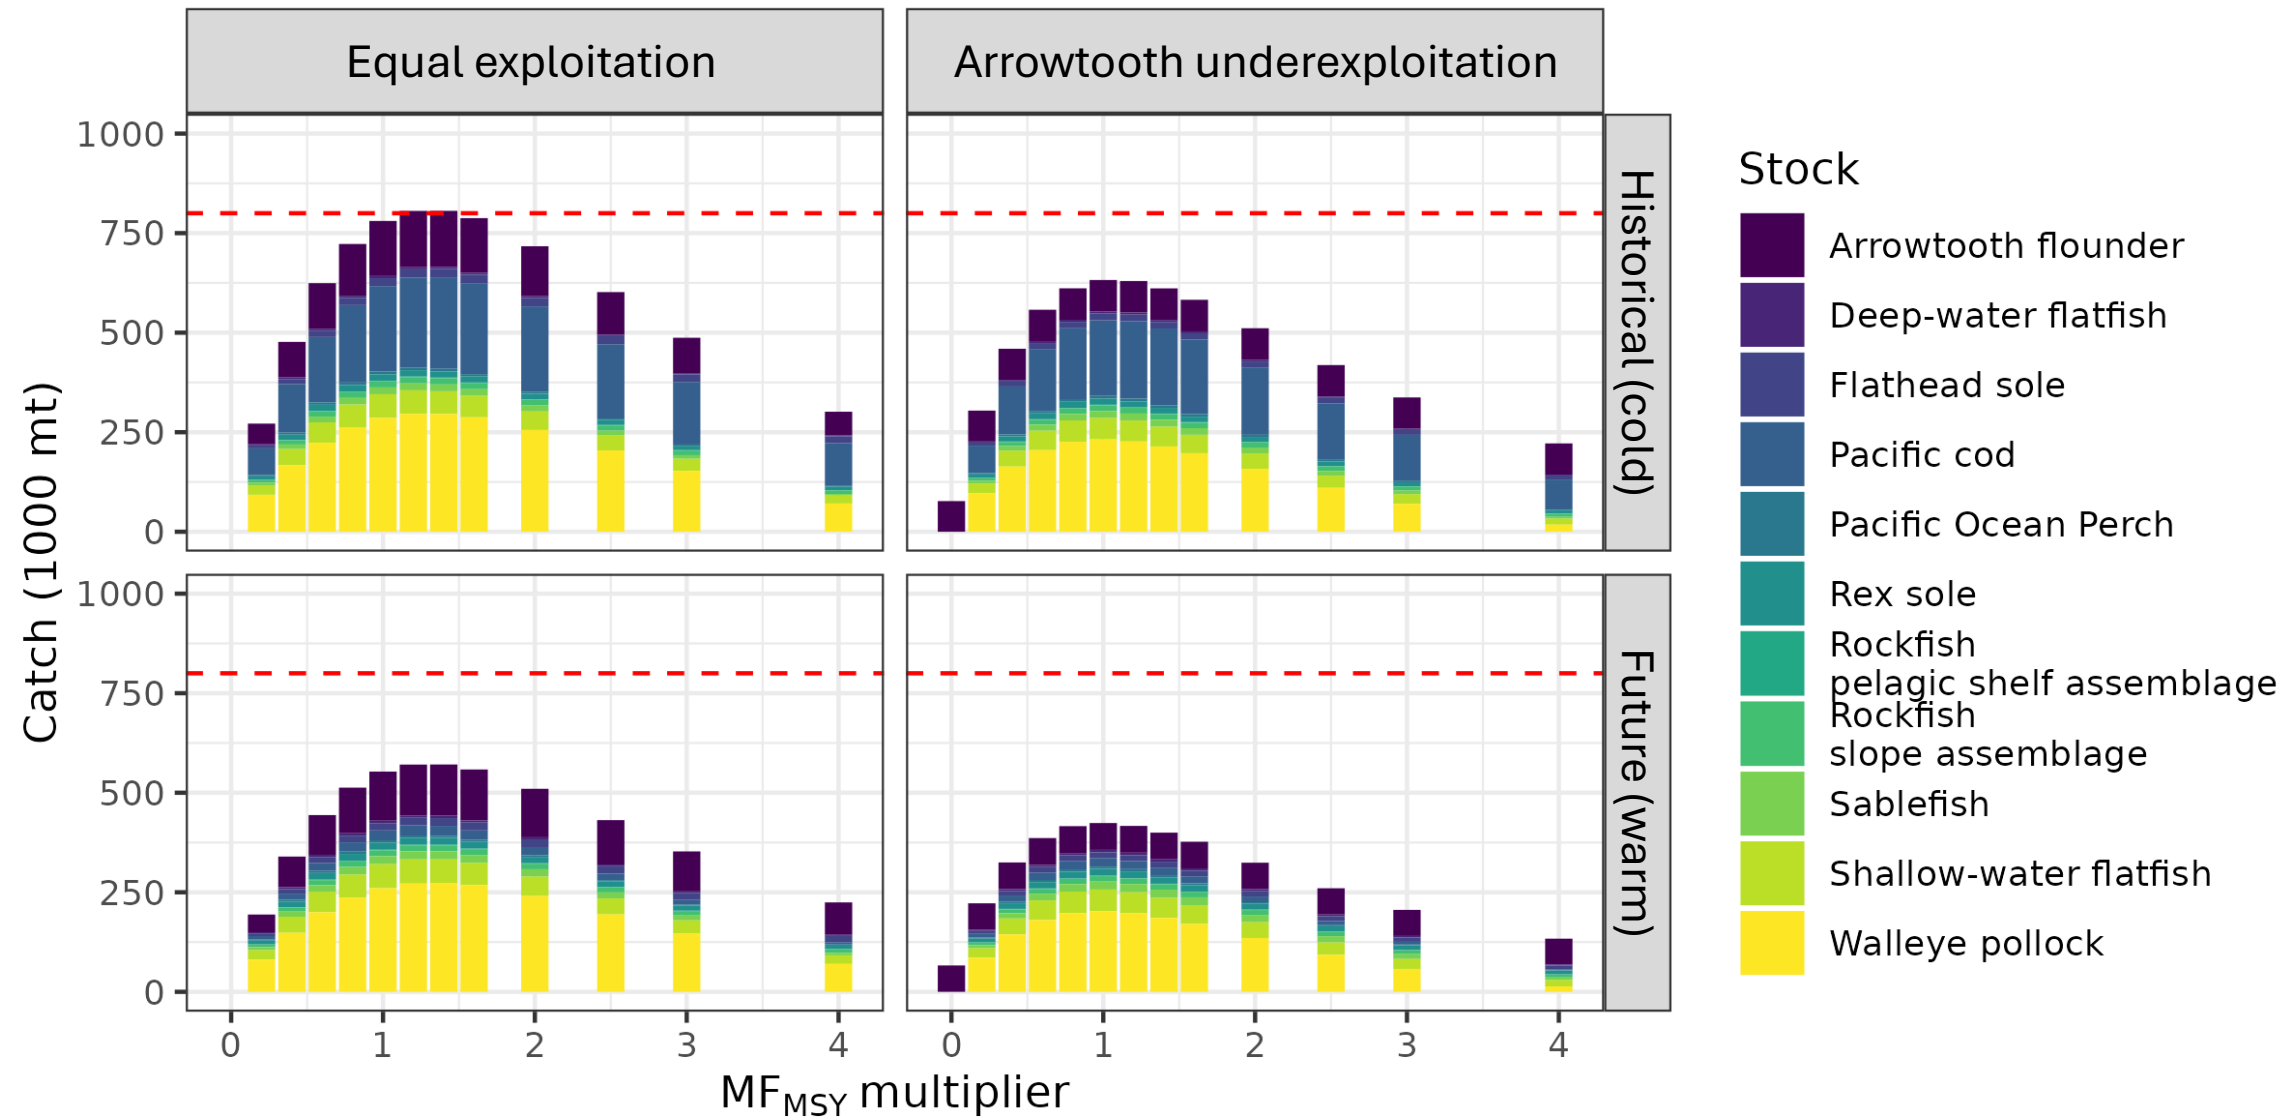 Equal exploitation
Arrowtooth underexploitation
Historical (cold)
Future (warm)
Catch (1000 mt)
1000
750
500
250
0
1000
750
500
250
0
0 1 2 3 4
0 1 2 3 4
MFMSY multiplier
Stock
Arrowtooth flounder
Deep-water flatfish
Flathead sole
Pacific cod
Pacific Ocean Perch
Rex sole
Rockfish
pelagic shelf assemblage
Rockfish
slope assemblage
Sablefish
Shallow-water flatfish
Walleye pollock